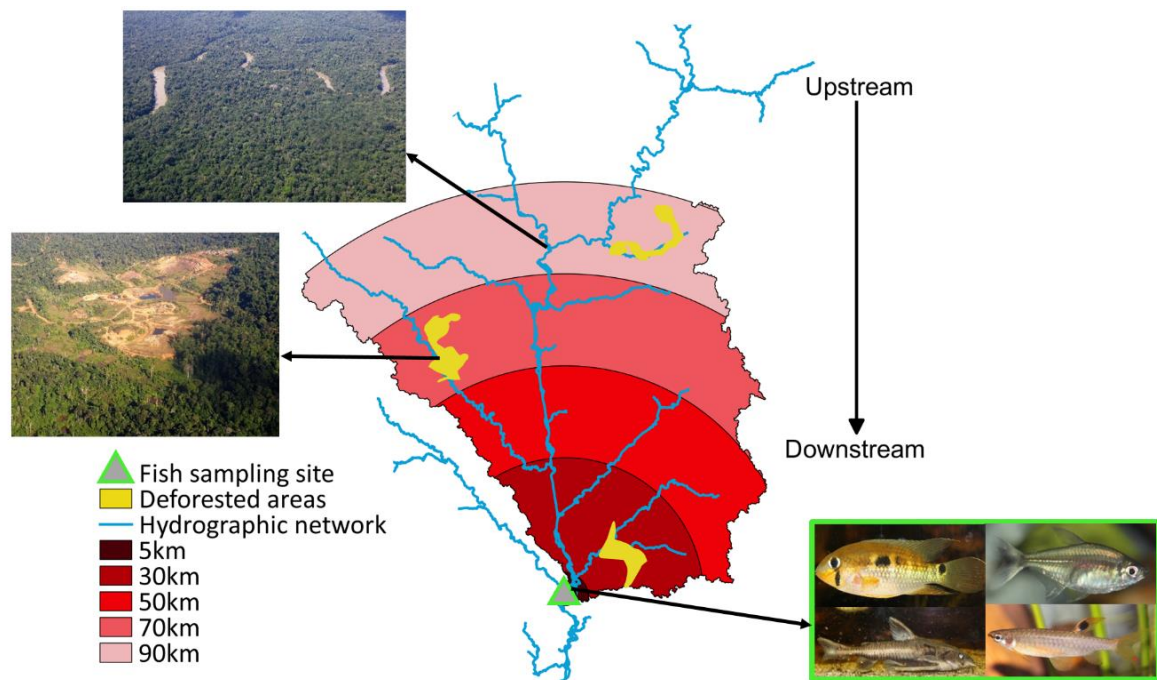 Upstream
Downstream
Fish sampling site
Deforested areas
Hydrographic network
5km
30km
50km
70km
90km